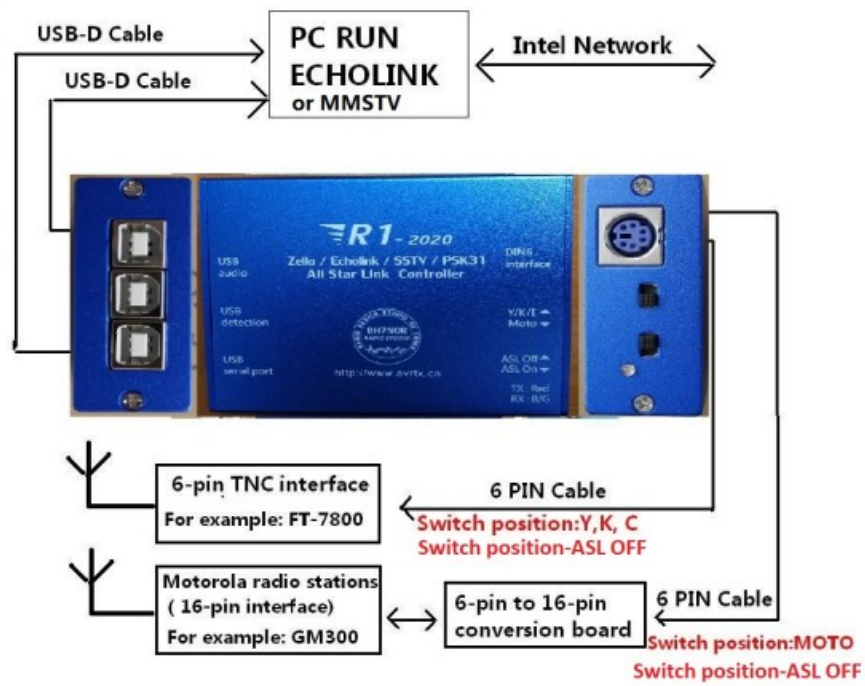 USB-D Cable
USB-D Cable
PC RUN
ECHOLINK
or MMSTV
Intel Network
R1-2020
Zello / Echolink / SSTV / PSK31
All Star Link Controller
USB
audio
USB
detection
USB
serial port
BH7NOR
RADIO STUDIO
http://www.avrtx.cn
DIN6
interface
Y/K/I
Moto
ASL Off
ASL On
TX: Red
RX: B/G
6-pin TNC interface
For example: FT-7800
6 PIN Cable
Switch position:Y,K, C
Switch position-ASL OFF
Motorola radio stations
( 16-pin interface)
For example: GM300
6-pin to 16-pin
conversion board
6 PIN Cable
Switch position:MOTO
Switch position-ASL OFF